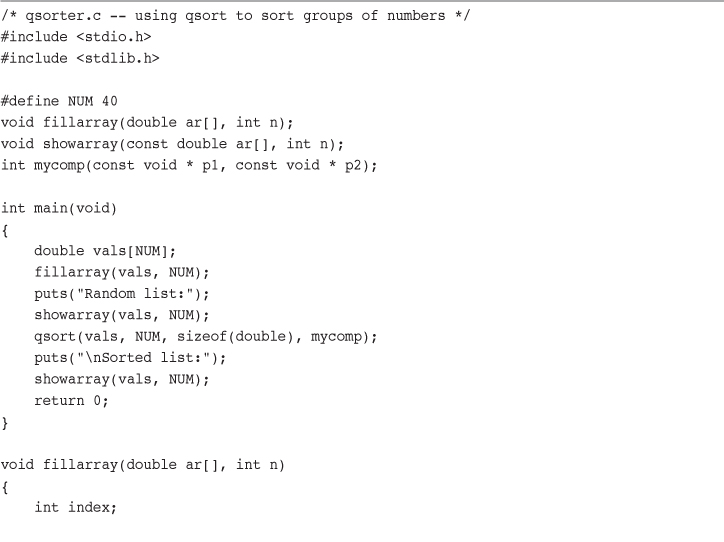 /* qsorter.c -- using qsort to sort groups of numbers */
#include <stdio.h>
#include <stdlib.h>

#define NUM 40
void fillarray(double ar[], int n);
void showarray(const double ar[], int n);
int mycomp(const void * p1, const void * p2);

int main(void)
{
    double vals[NUM];
    fillarray(vals, NUM);
    puts("Random list:");
    showarray(vals, NUM);
    qsort(vals, NUM, sizeof(double), mycomp);
    puts("\nSorted list:");
    showarray(vals, NUM);
    return 0;
}

void fillarray(double ar[], int n)
{
    int index;